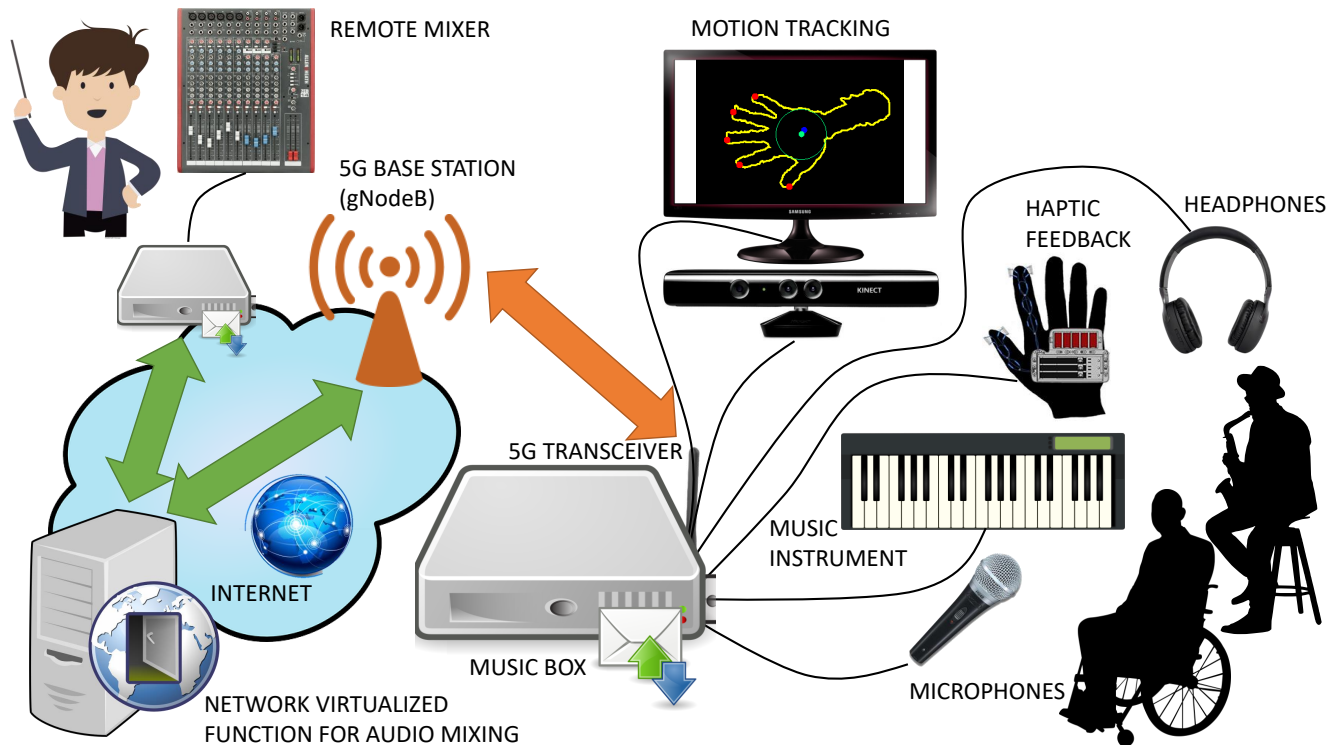 REMOTE MIXER
MOTION TRACKING
5G BASE STATION
(gNodeB)
SAMSUNG
KINECT
HAPTIC
FEEDBACK
HEADPHONES
5G TRANSCEIVER
MUSIC
INSTRUMENT
INTERNET
MUSIC BOX
MICROPHONES
NETWORK VIRTUALIZED
FUNCTION FOR AUDIO MIXING